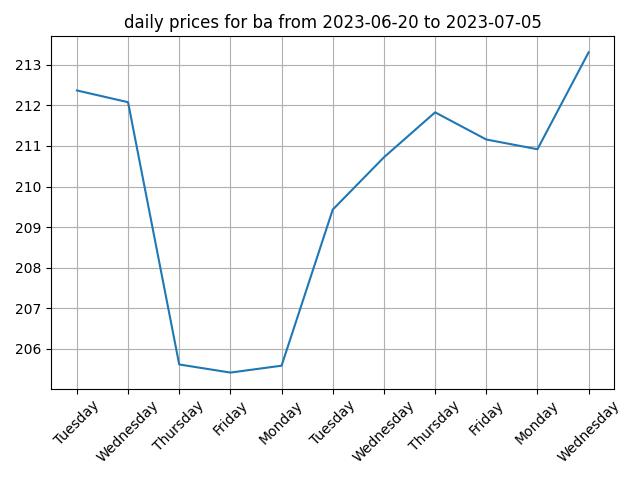 daily prices for ba from 2023-06-20 to 2023-07-05
213
212
211
210
209
208
207
206
Tuesday
Wednesday
Thursday
Friday
Monday
Tuesday
Wednesday
Thursday
Friday
Monday
Wednesday